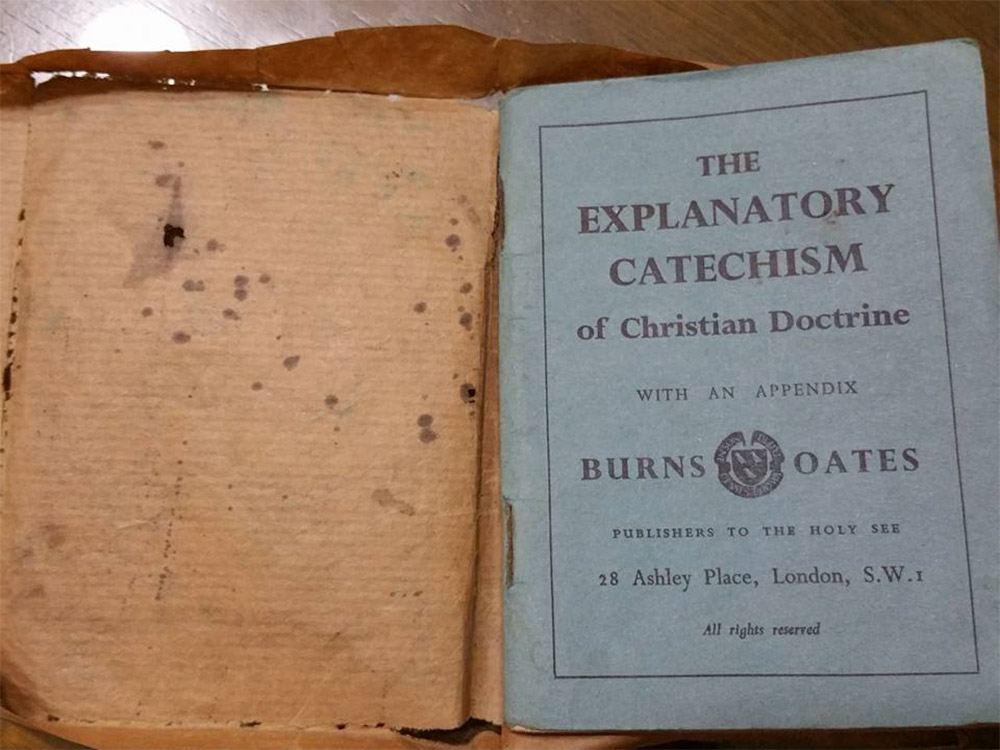 THE
EXPLANATORY
CATECHISM
of Christian Doctrine
WITH AN APPENDIX
BURNS OATES
PUBLISHERS TO THE HOLY SEE
28 Ashley Place, London, S.W.1
All rights reserved